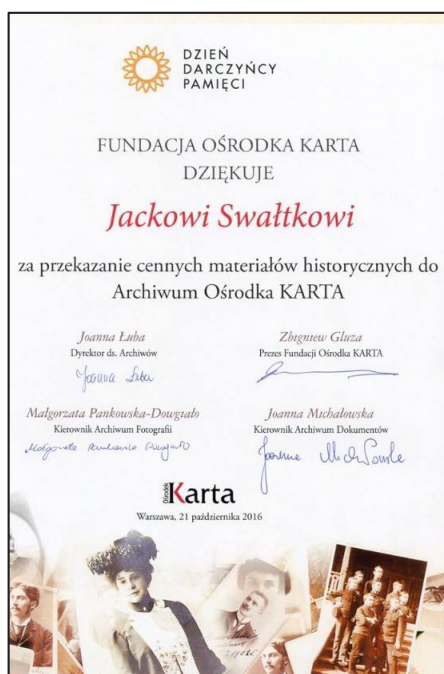 DZIEŃ
DARCZYŃCY
PAMIĘCI
FUNDACJA OŚRODKA KARTA
DZIĘKUJE
Jackowi Swałtkowi
za przekazanie cennych materiałów historycznych do
Archiwum Ośrodka KARTA
Joanna Łuba
Dyrektor ds. Archiwów
Joanna Łuba
Zbigniew Gluza
Prezes Fundacji Ośrodka KARTA
Małgorzata Pankowska-Dowgiało
Kierownik Archiwum Fotografii
Małgorzata Pankowska Dowgiało
Joanna Michałowska
Kierownik Archiwum Dokumentów
Joanna Michałowska
Ośrodek Karta
Warszawa, 21 października 2016